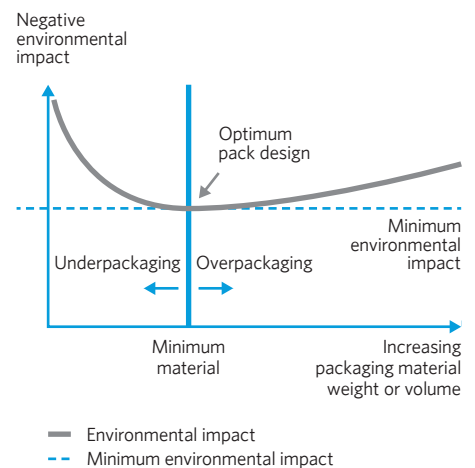 Negative
environmental
impact
Optimum
pack design
Minimum
environmental
impact
Underpackaging
Overpackaging
Minimum
material
Increasing
packaging material
weight or volume
Environmental impact
Minimum environmental impact